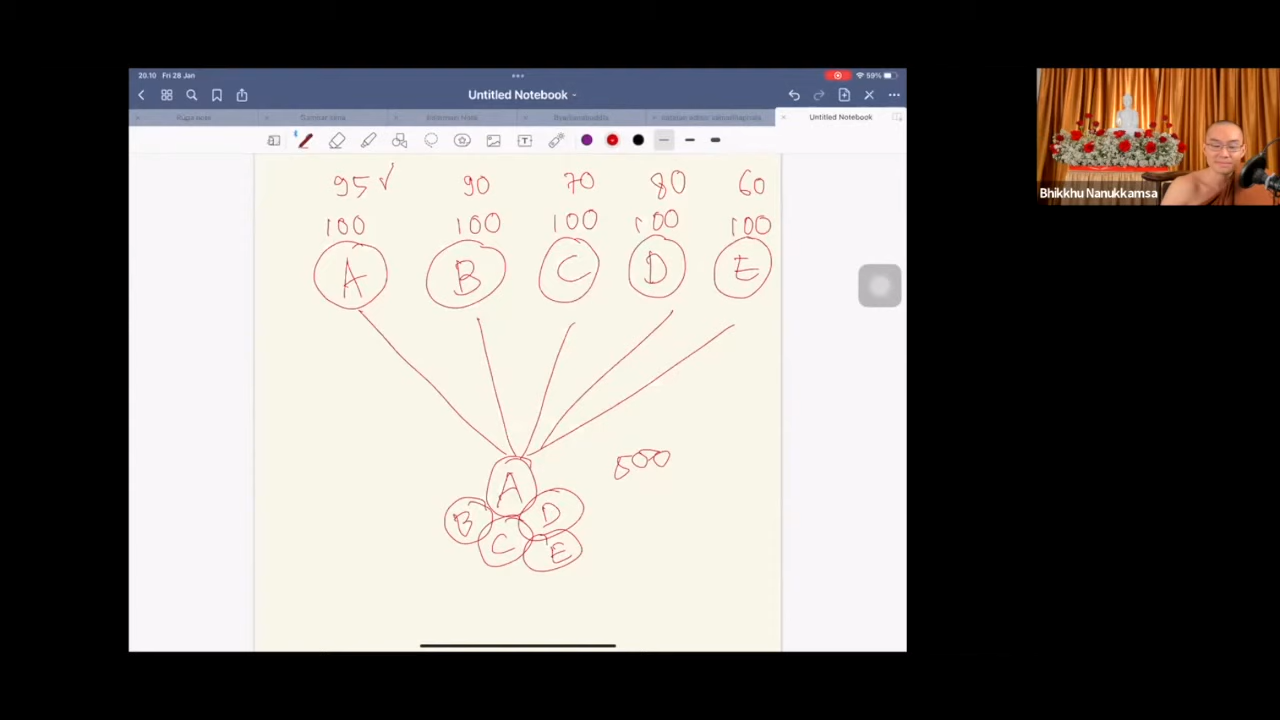 20.10 Fri 28 Jan
59%
Untitled Notebook
Untitled Notebook
Bhikkhu Nanukkamsa
95 ✓ 90 70 80 60
100 100 100 100 100
A B C D E
500
A
B D
C E